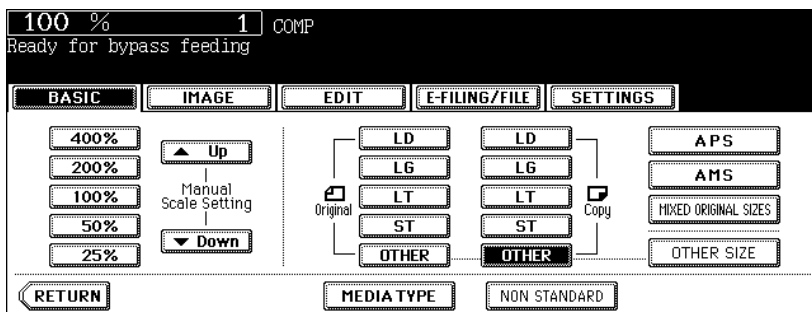 100 % 1 COMP
Ready for bypass feeding
BASIC IMAGE EDIT E-FILING/FILE SETTINGS
400%
200%
100%
50%
25%
Up
Manual
Scale Setting
Down
Original
LD
LG
LT
ST
OTHER
LD
LG
LT
ST
OTHER
Copy
APS
AMS
MIXED ORIGINAL SIZES
OTHER SIZE
RETURN MEDIA TYPE NON STANDARD